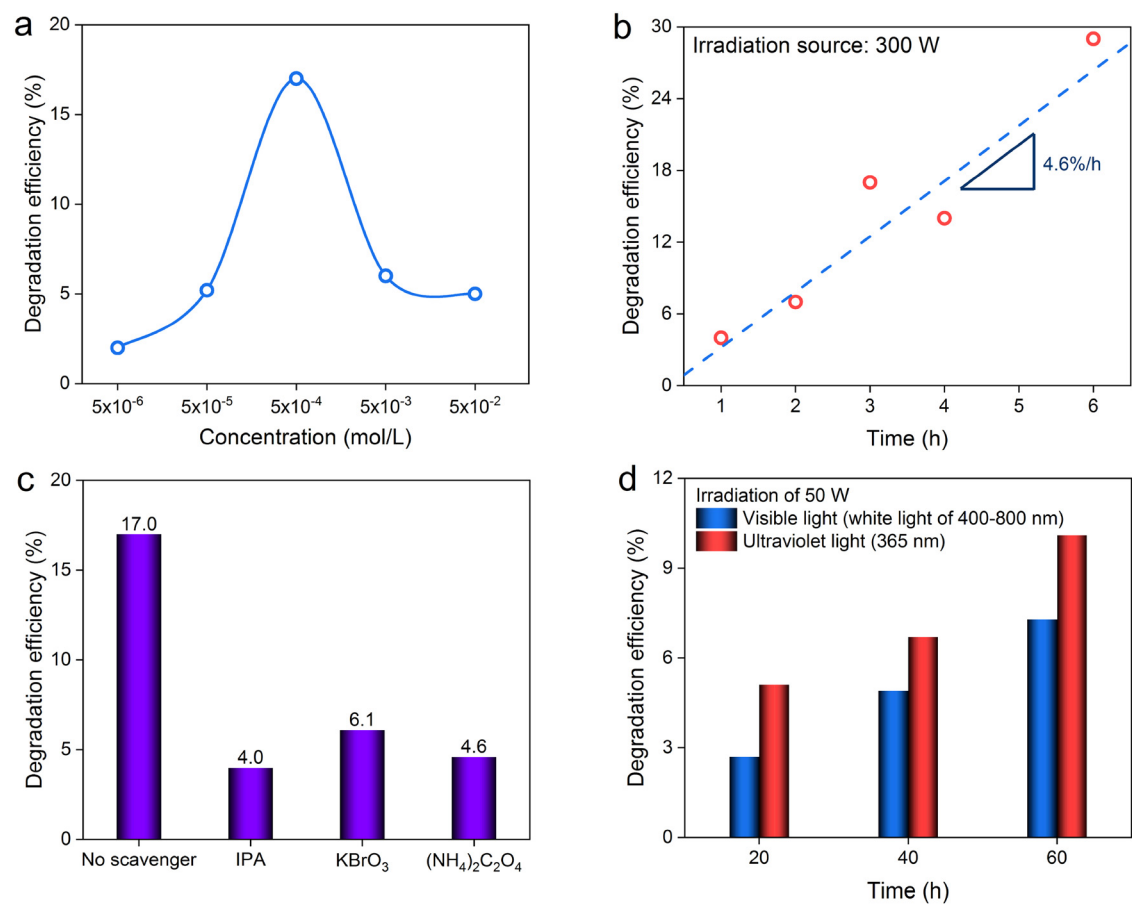 a
20
15
10
5
0
Degradation efficiency (%)
5x10⁻⁶ 5x10⁻⁵ 5x10⁻⁴ 5x10⁻³ 5x10⁻²
Concentration (mol/L)
b
Irradiation source: 300 W
30
24
18
12
6
0
Degradation efficiency (%)
4.6%/h
1 2 3 4 5 6
Time (h)
c
20
15
10
5
0
Degradation efficiency (%)
17.0
4.0
6.1
4.6
No scavenger IPA KBrO₃ (NH₄)₂C₂O₄
d
12
9
6
3
0
Degradation efficiency (%)
Irradiation of 50 W
Visible light (white light of 400-800 nm)
Ultraviolet light (365 nm)
20 40 60
Time (h)